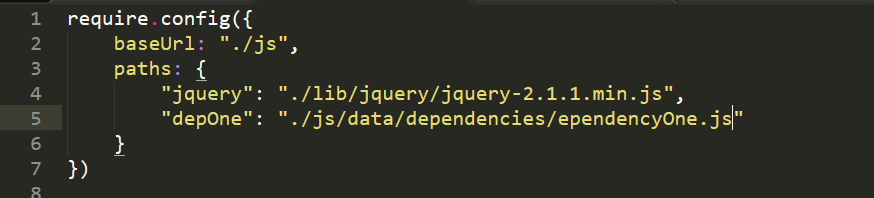 1 require.config({
2     baseUrl: "./js",
3     paths: {
4         "jquery": "./lib/jquery/jquery-2.1.1.min.js",
5         "depOne": "./js/data/dependencies/ependencyOne.js"
6     }
7 })
8